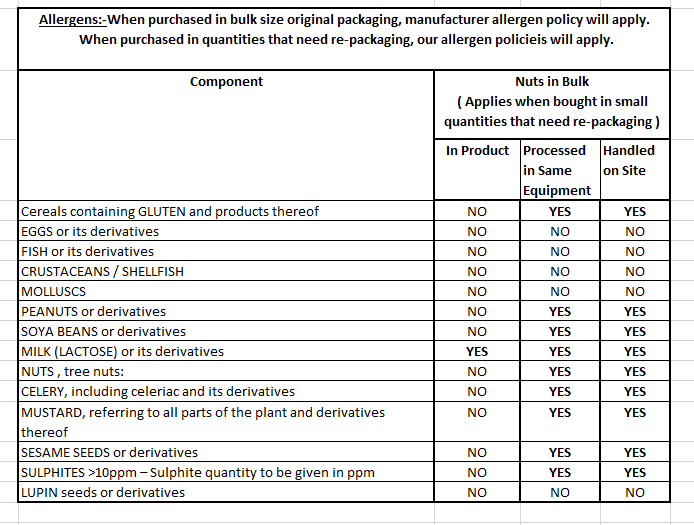 Allergens:-When purchased in bulk size original packaging, manufacturer allergen policy will apply.
When purchased in quantities that need re-packaging, our allergen policieis will apply.
Component
Nuts in Bulk
( Applies when bought in small
quantities that need re-packaging )
In Product Processed Handled
in Same on Site
Equipment
Cereals containing GLUTEN and products thereof NO YES YES
EGGS or its derivatives NO NO NO
FISH or its derivatives NO NO NO
CRUSTACEANS / SHELLFISH NO NO NO
MOLLUSCS NO NO NO
PEANUTS or derivatives NO YES YES
SOYA BEANS or derivatives NO YES YES
MILK (LACTOSE) or its derivatives YES YES YES
NUTS , tree nuts: NO YES YES
CELERY, including celeriac and its derivatives NO YES YES
MUSTARD, referring to all parts of the plant and derivatives NO YES YES
thereof
SESAME SEEDS or derivatives NO YES YES
SULPHITES >10ppm – Sulphite quantity to be given in ppm NO YES YES
LUPIN seeds or derivatives NO NO NO